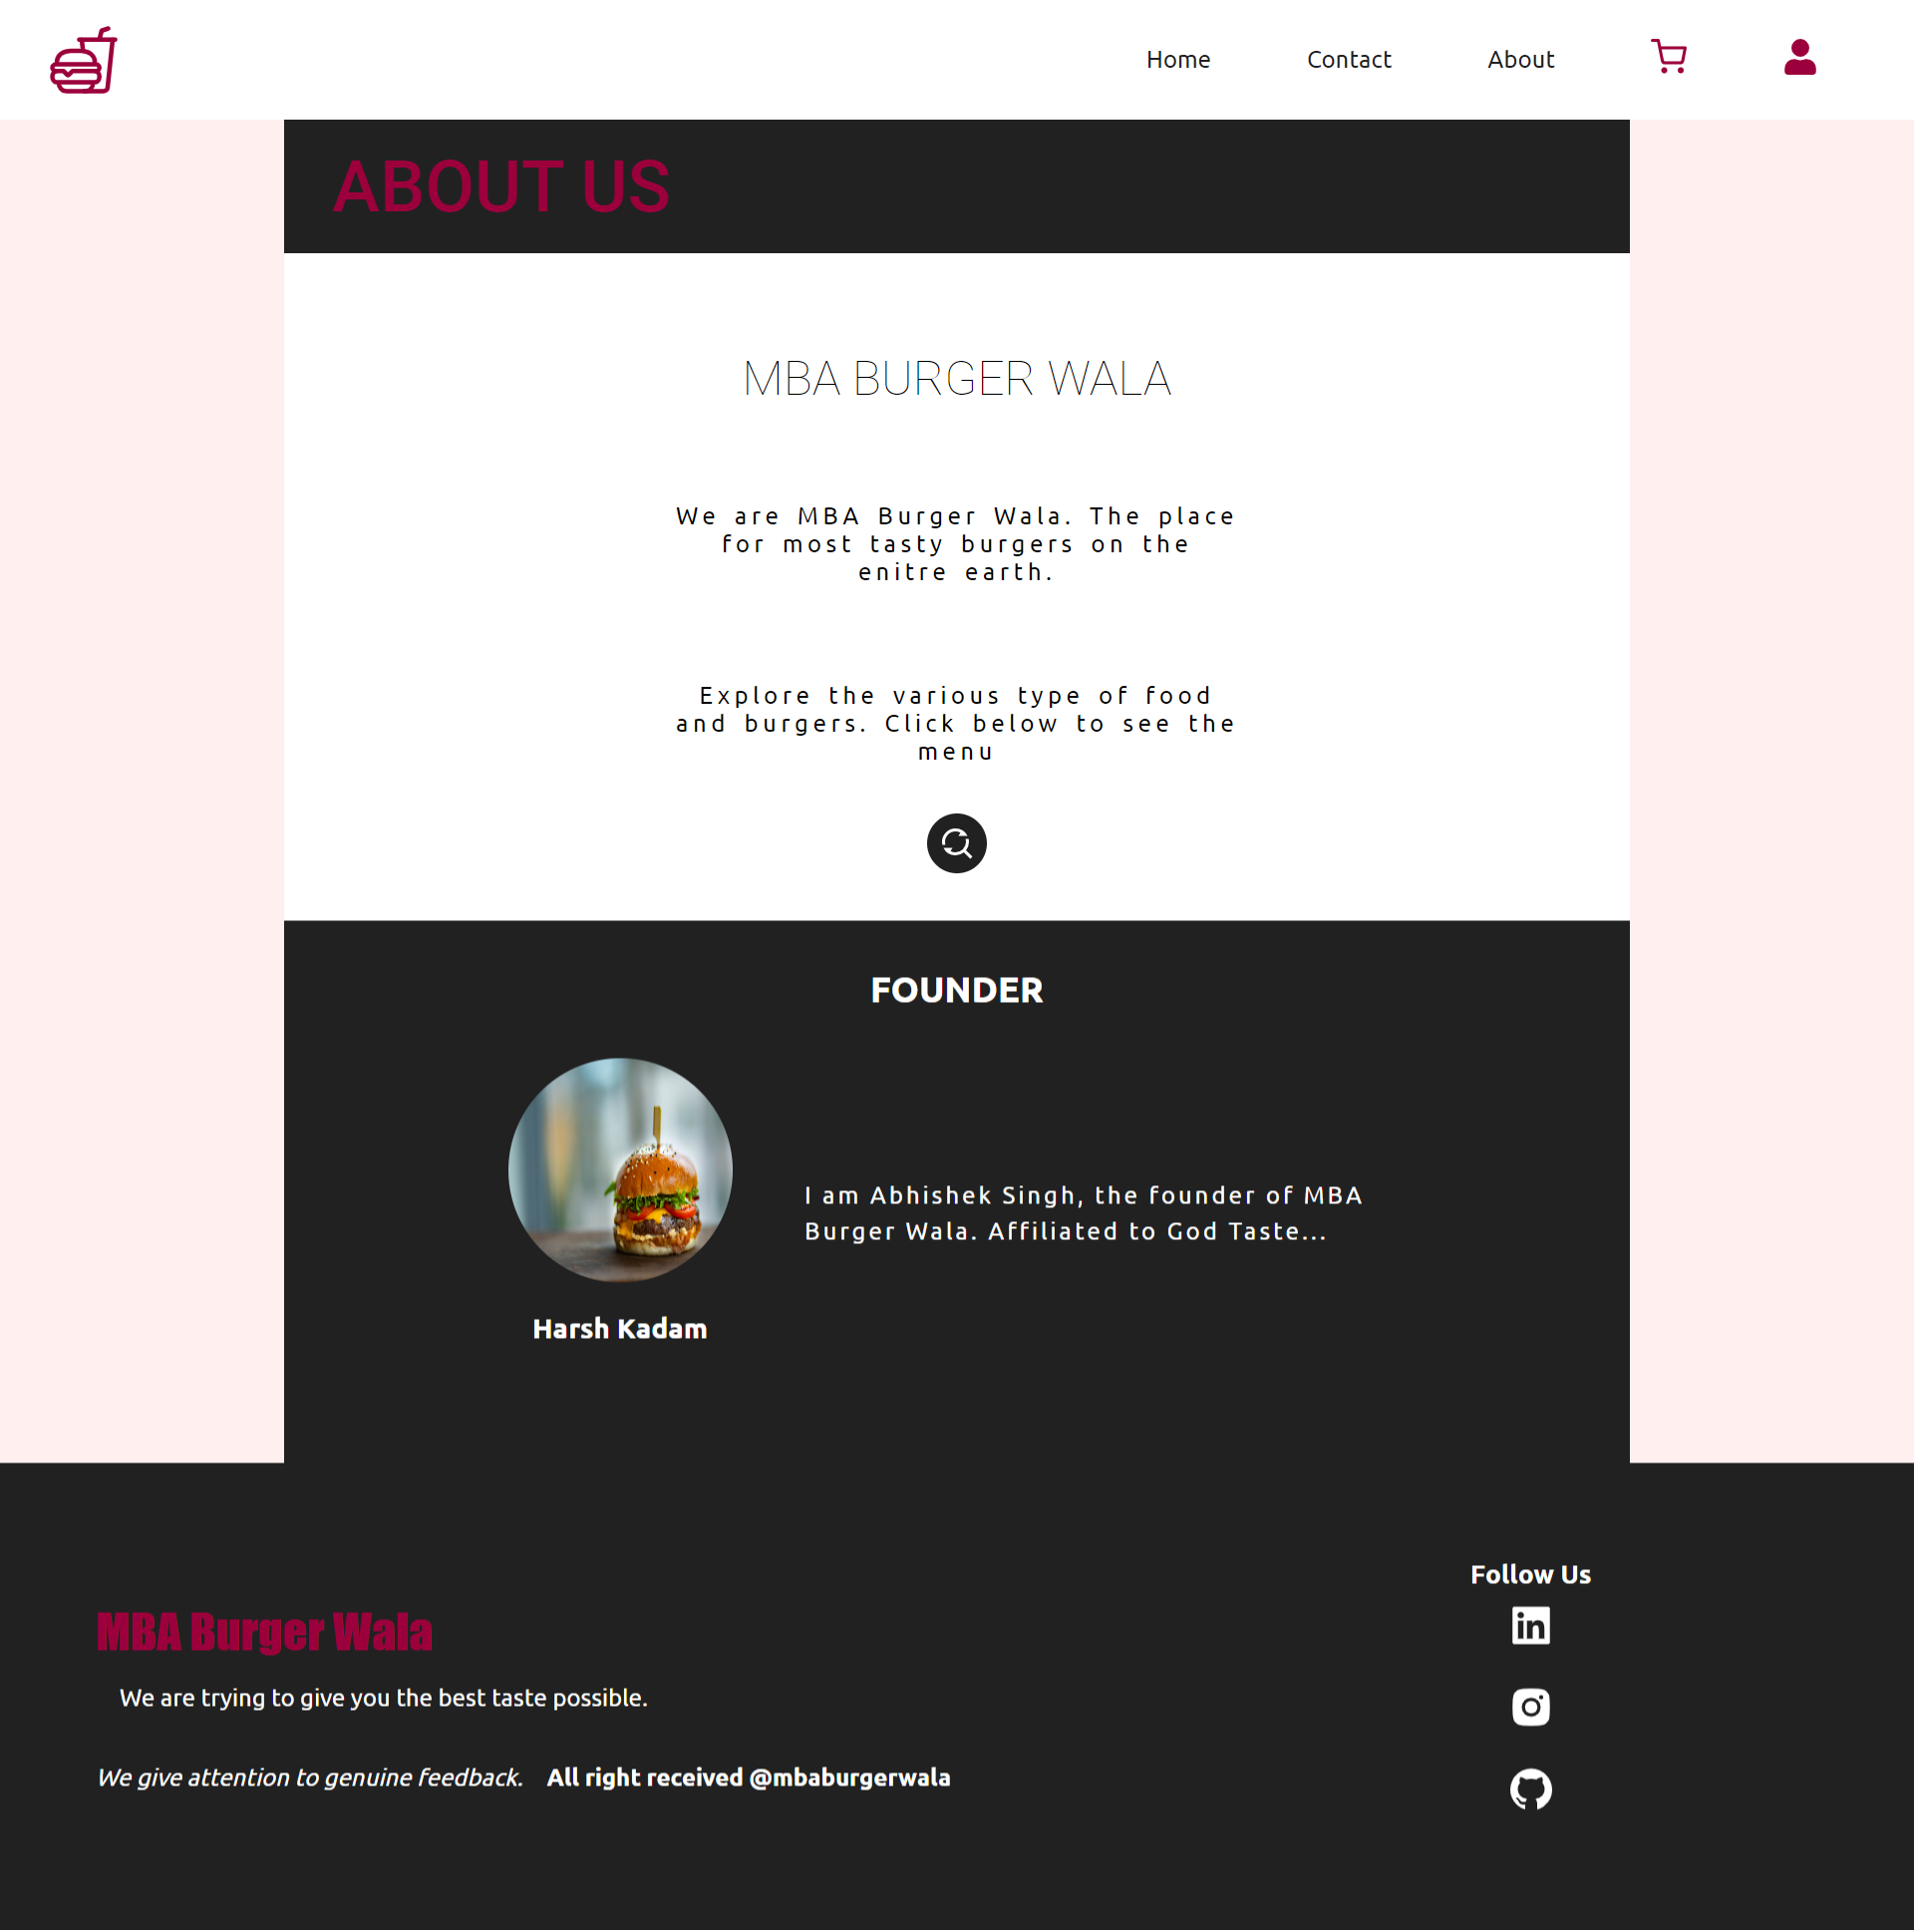 Home Contact About
ABOUT US
MBA BURGER WALA
We are MBA Burger Wala. The place
for most tasty burgers on the
enitre earth.
Explore the various type of food
and burgers. Click below to see the
menu
FOUNDER
I am Abhishek Singh, the founder of MBA
Burger Wala. Affiliated to God Taste...
Harsh Kadam
MBA Burger Wala
We are trying to give you the best taste possible.
We give attention to genuine feedback. All right received @mbaburgerwala
Follow Us
in